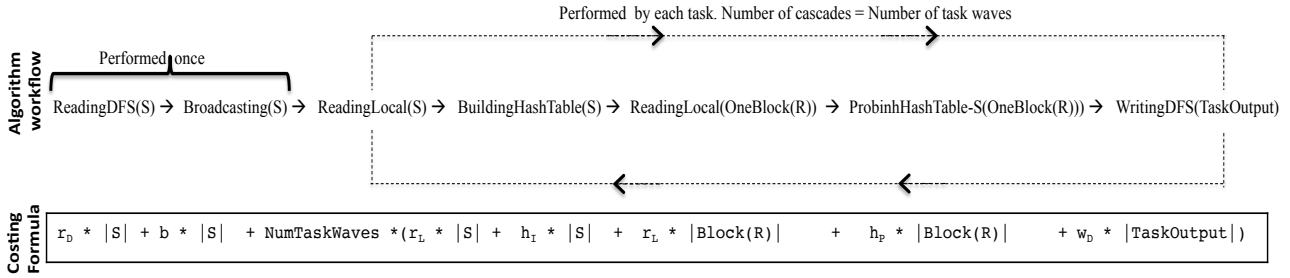 Performed by each task. Number of cascades = Number of task waves
Performed once
Algorithm
workflow
ReadingDFS(S) → Broadcasting(S) → ReadingLocal(S) → BuildingHashTable(S) → ReadingLocal(OneBlock(R)) → ProbinhHashTable-S(OneBlock(R))) → WritingDFS(TaskOutput)
Costing
Formula
r_D * |S| + b * |S| + NumTaskWaves *(r_L * |S| + h_I * |S| + r_L * |Block(R)| + h_P * |Block(R)| + w_D * |TaskOutput|)